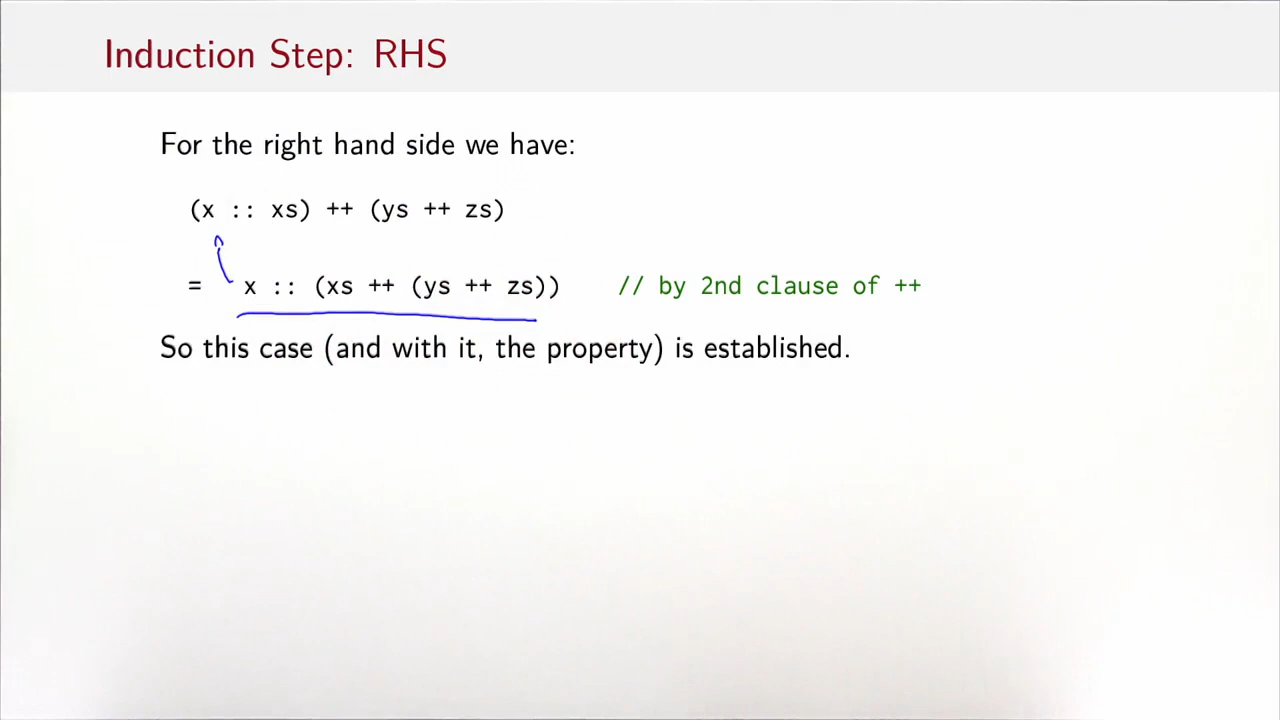 Induction Step: RHS
For the right hand side we have:
(x :: xs) ++ (ys ++ zs)
= x :: (xs ++ (ys ++ zs)) // by 2nd clause of ++
So this case (and with it, the property) is established.